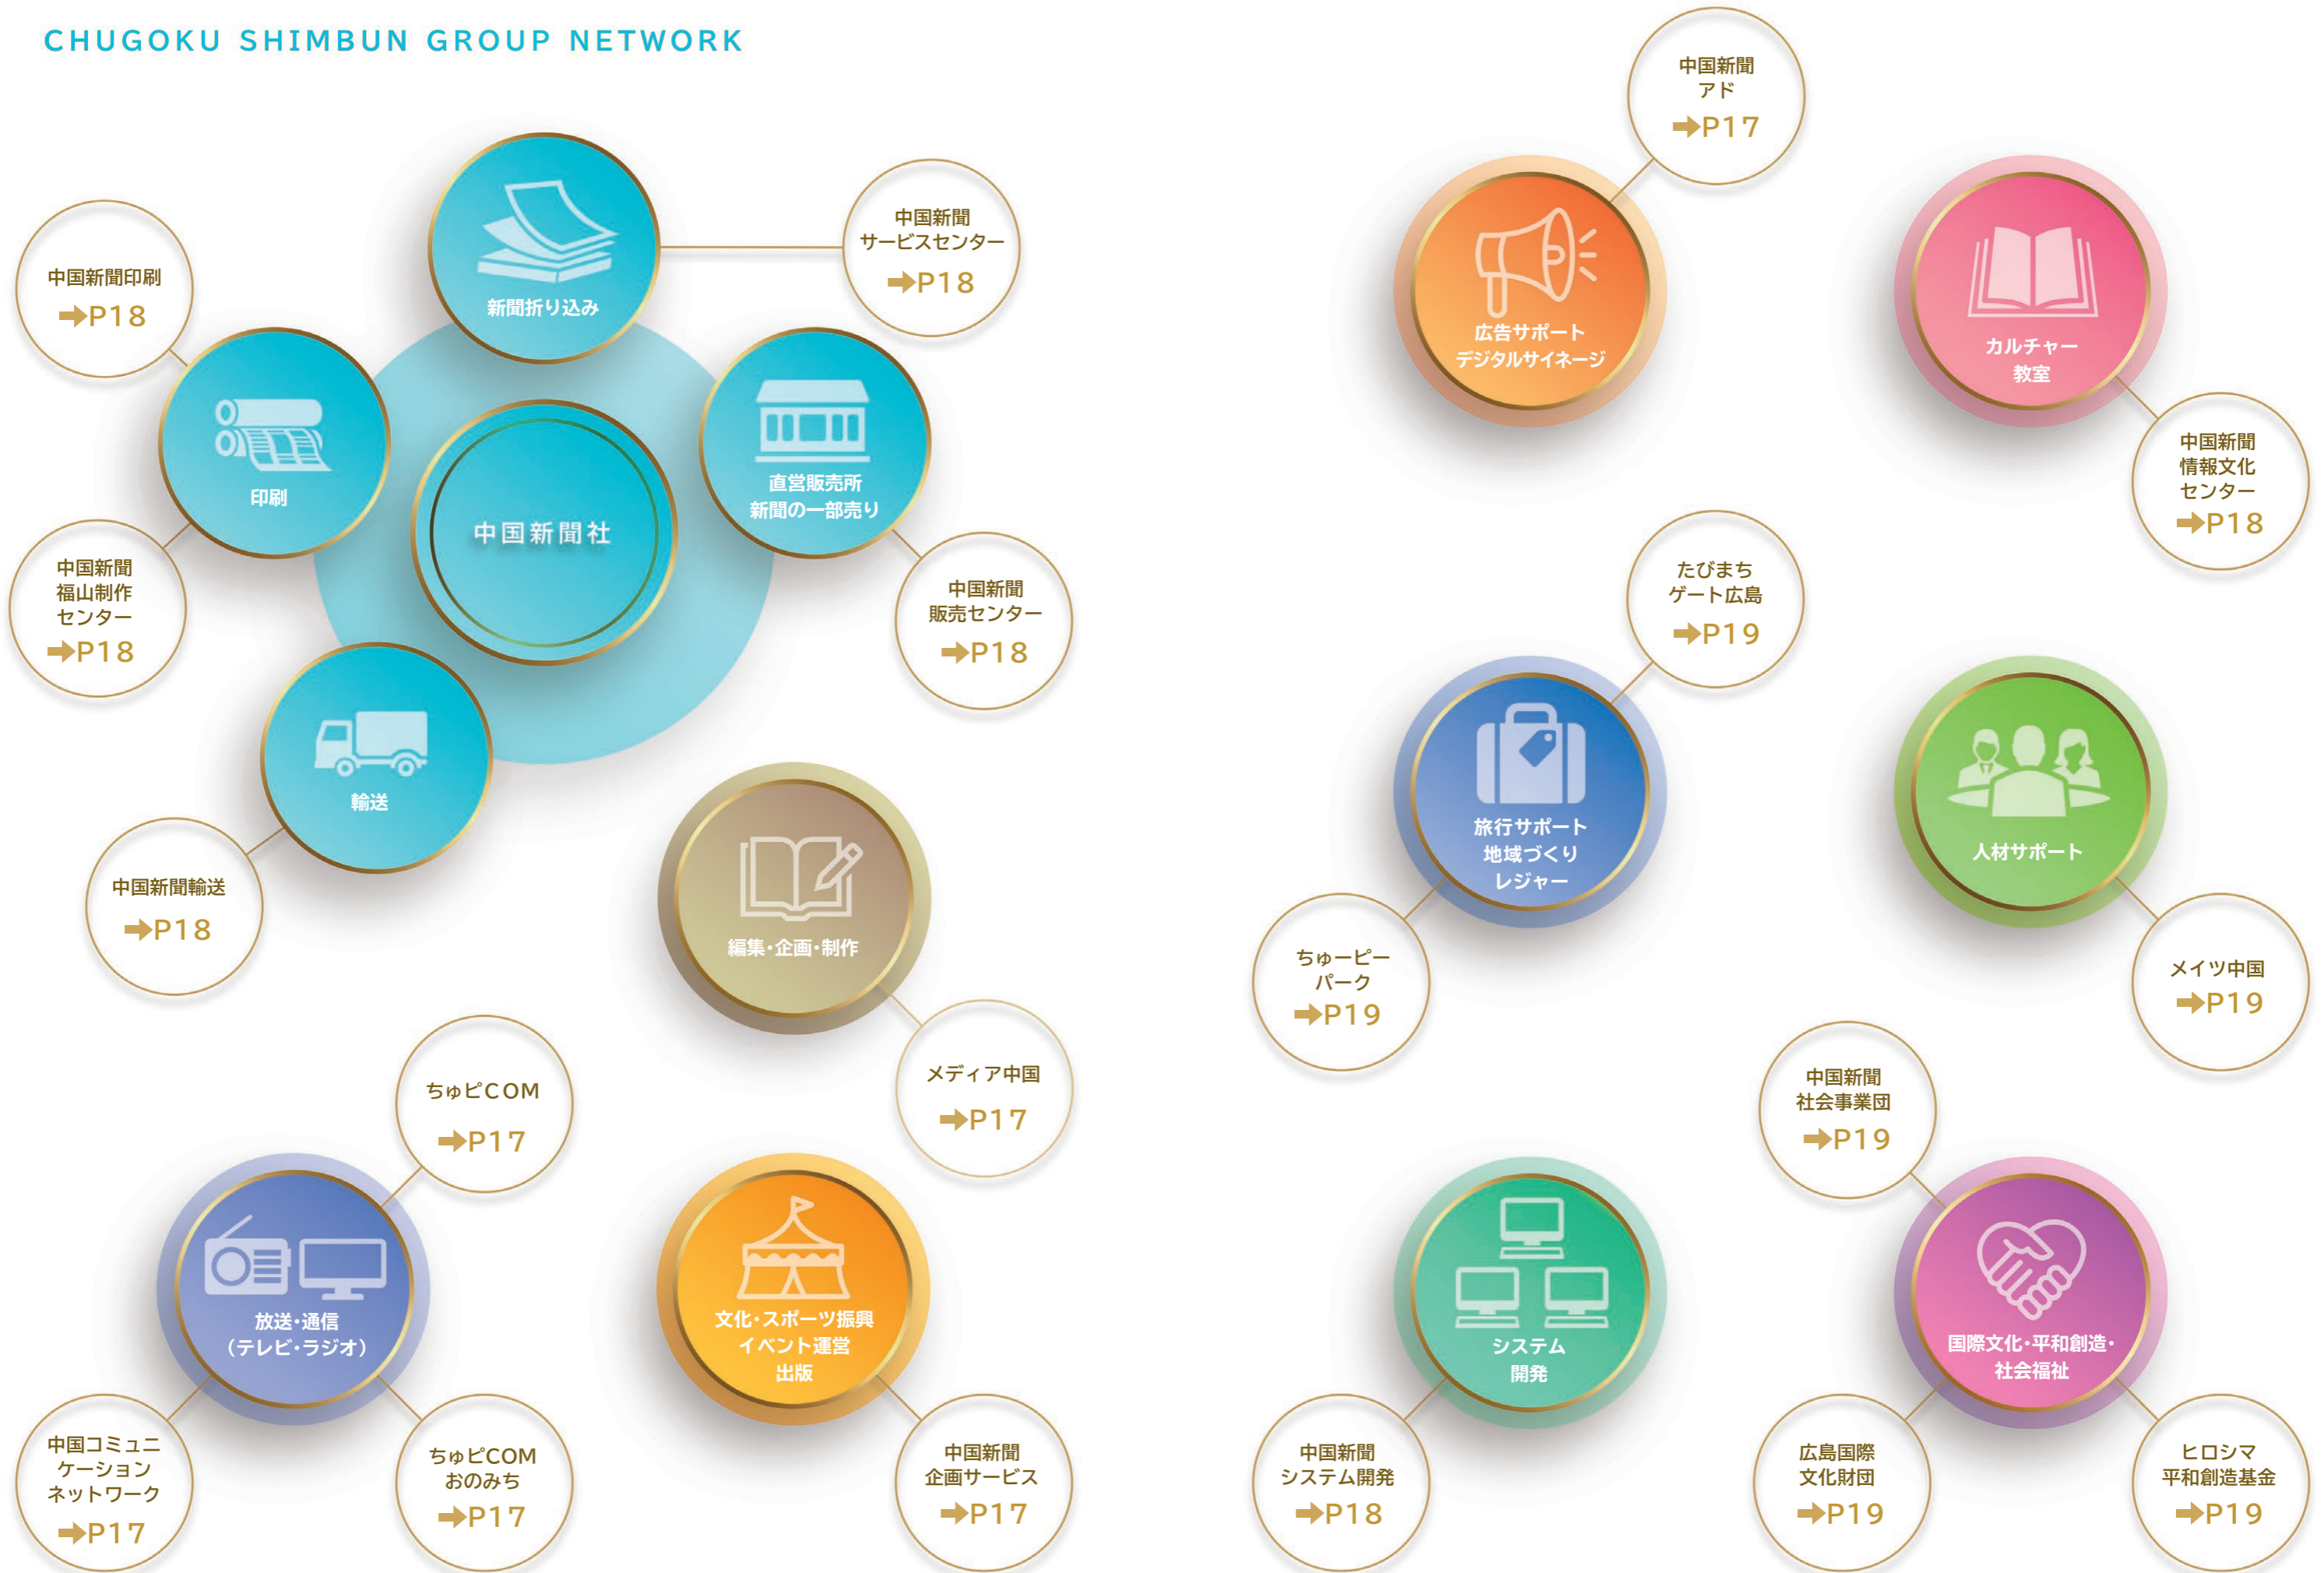 CHUGOKU SHIMBUN GROUP NETWORK
新聞折り込み
中国新聞
サービスセンター
➡P18
中国新聞印刷
➡P18
印刷
中国新聞
福山制作
センター
➡P18
中国新聞社
直営販売所
新聞の一部売り
中国新聞
販売センター
➡P18
輸送
中国新聞輸送
➡P18
編集・企画・制作
メディア中国
➡P17
ちゅピCOM
➡P17
放送・通信
（テレビ・ラジオ）
中国コミュニ
ケーション
ネットワーク
➡P17
ちゅピCOM
おのみち
➡P17
文化・スポーツ振興
イベント運営
出版
中国新聞
企画サービス
➡P17
中国新聞
アド
➡P17
広告サポート
デジタルサイネージ
カルチャー
教室
中国新聞
情報文化
センター
➡P18
たびまち
ゲート広島
➡P19
旅行サポート
地域づくり
レジャー
ちゅーピー
パーク
➡P19
人材サポート
メイツ中国
➡P19
システム
開発
中国新聞
システム開発
➡P18
中国新聞
社会事業団
➡P19
国際文化・平和創造・
社会福祉
広島国際
文化財団
➡P19
ヒロシマ
平和創造基金
➡P19